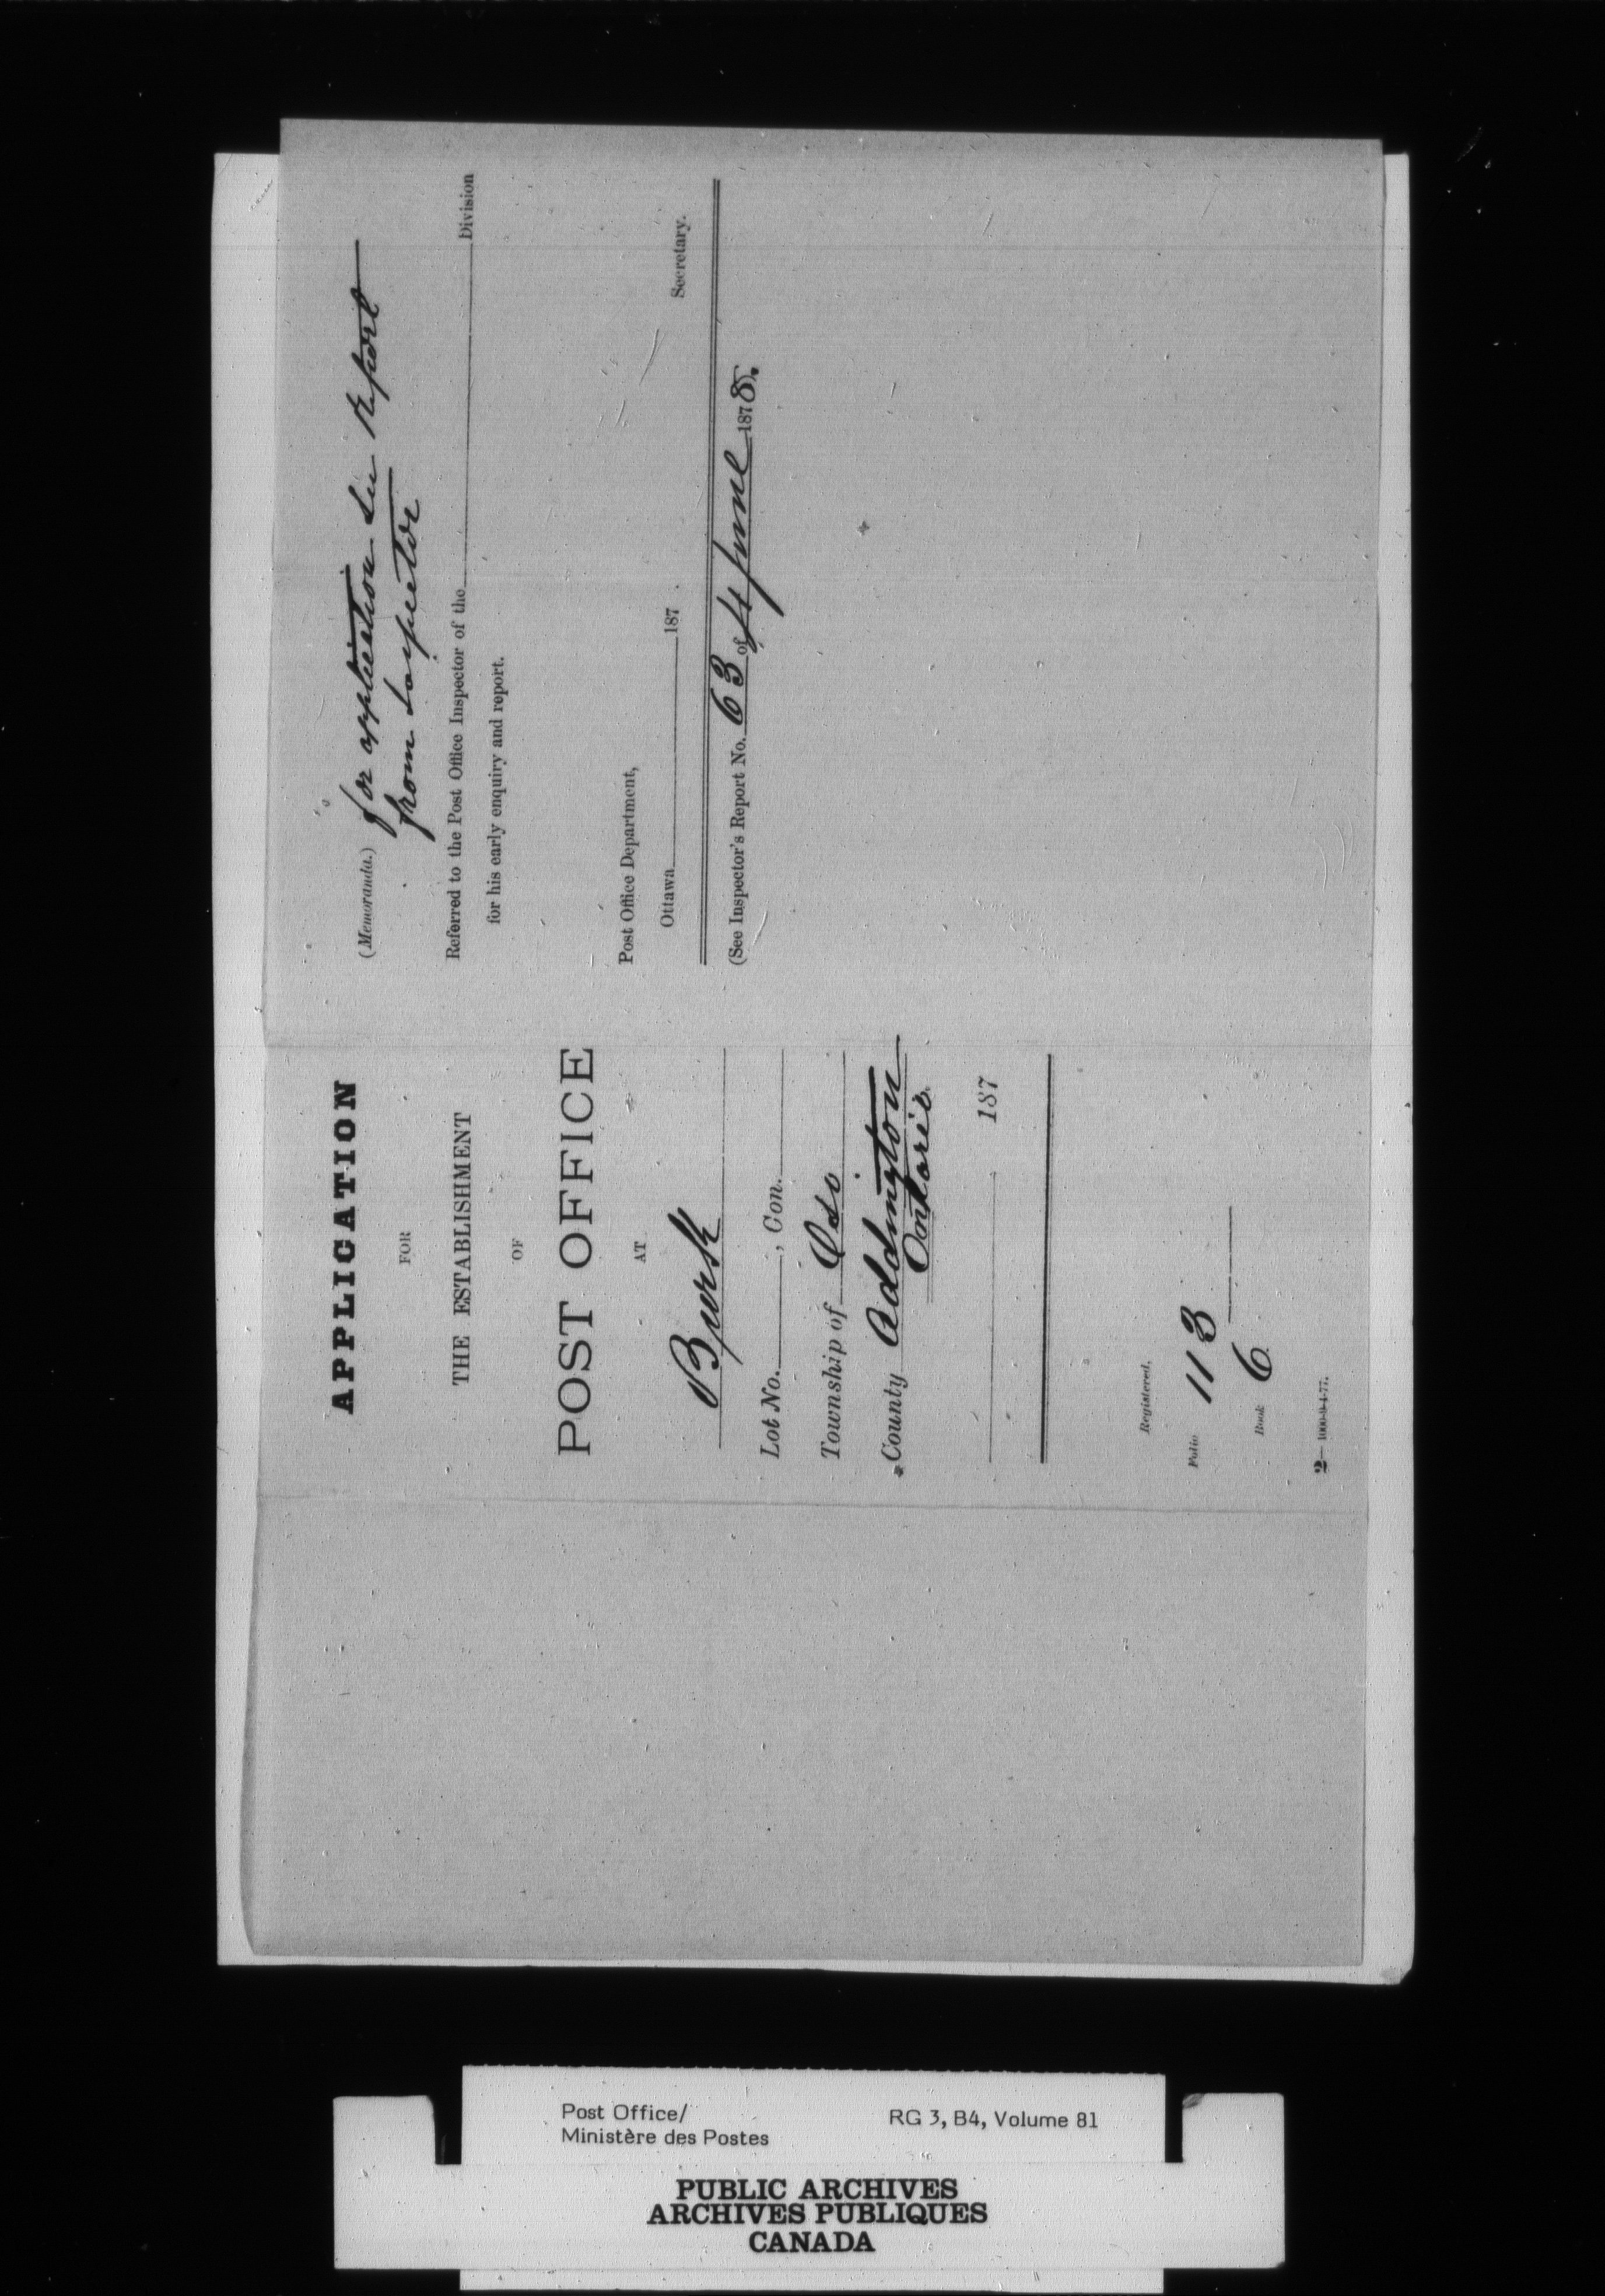 APPLICATION
FOR
THE ESTABLISHMENT
OF
POST OFFICE
AT
Lot No. , Con.
Township of Oso
County Addington
Ontario
187
Registered.
Folio 113
Book 6
2—1000-9-4-77.
(Memoranda.) for application see Report
from Inspector
Referred to the Post Office Inspector of the Division
for his early enquiry and report.
Post Office Department,
Ottawa 187 .
Secretary.
(See Inspector's Report No. 63 of 4 June 1878.
Post Office/
Ministère des Postes
RG 3, B4, Volume 81
PUBLIC ARCHIVES
ARCHIVES PUBLIQUES
CANADA